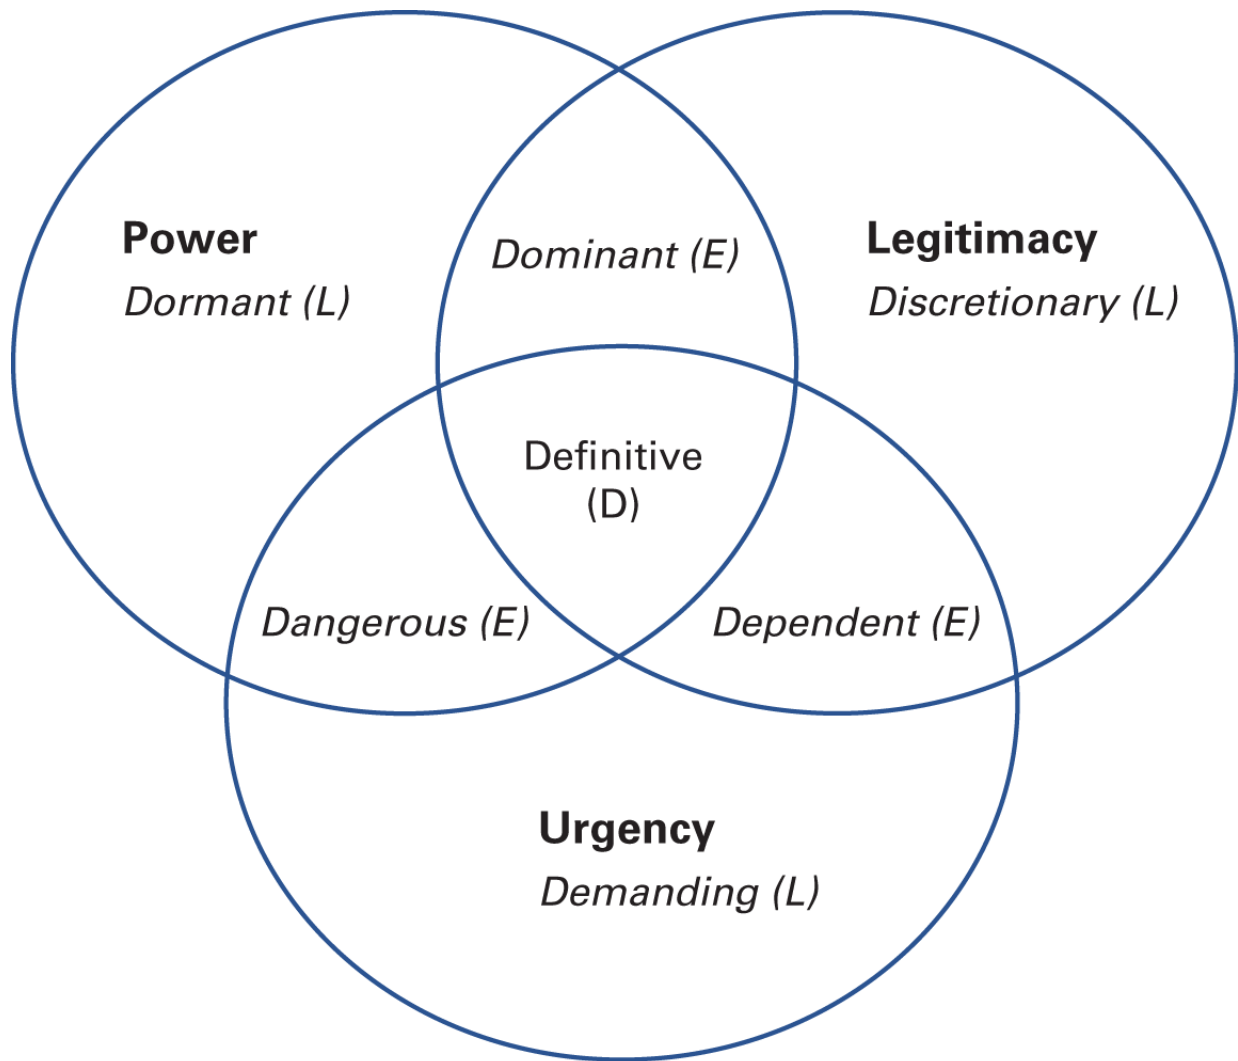 Power
Dormant (L)
Dominant (E)
Legitimacy
Discretionary (L)
Definitive
(D)
Dangerous (E)
Dependent (E)
Urgency
Demanding (L)